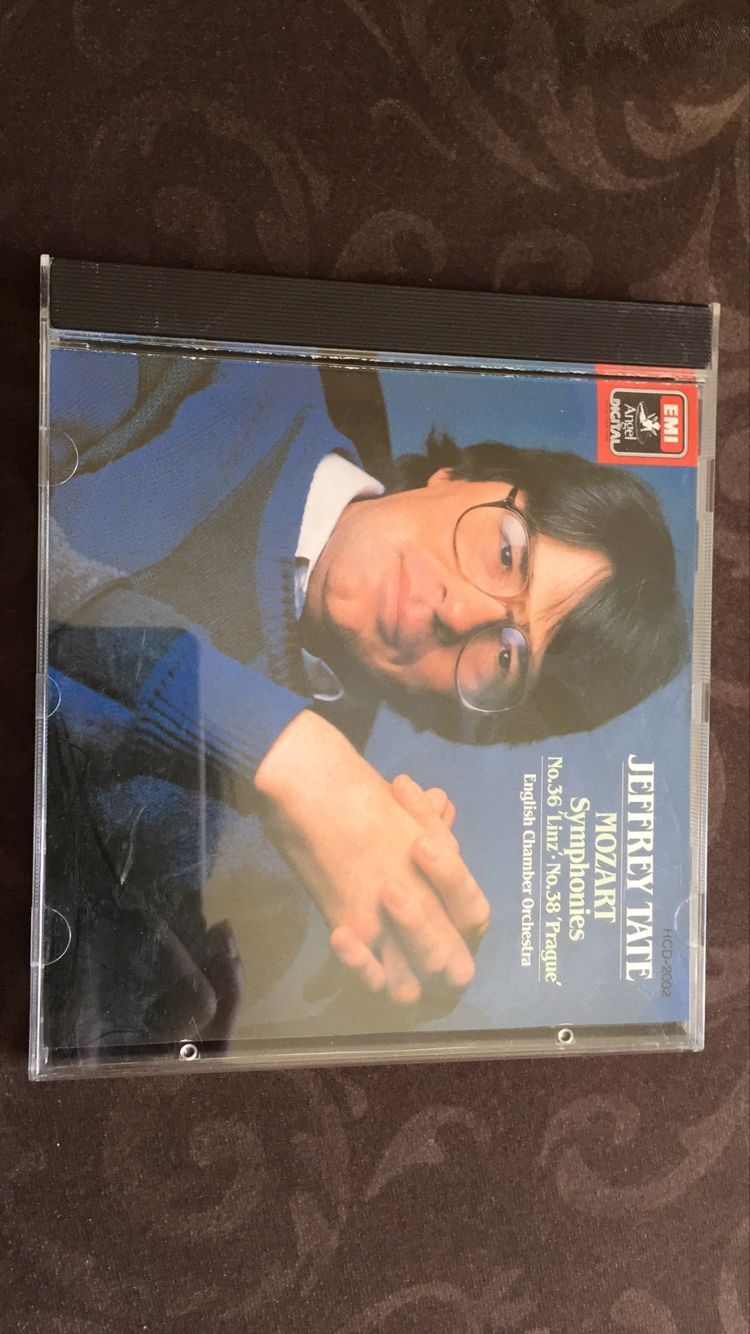 EMI
Angel
DIGITAL
HCD-2002
JEFFREY TATE
MOZART
Symphonies
No.36 'Linz' · No.38 'Prague'
English Chamber Orchestra